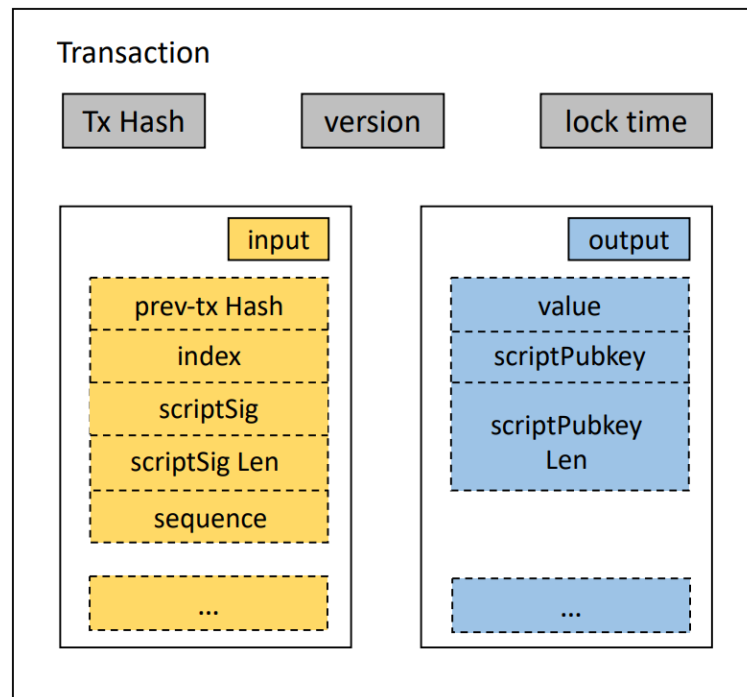 Transaction
Tx Hash
version
lock time
input
prev-tx Hash
index
scriptSig
scriptSig Len
sequence
...
output
value
scriptPubkey
scriptPubkey
Len
...